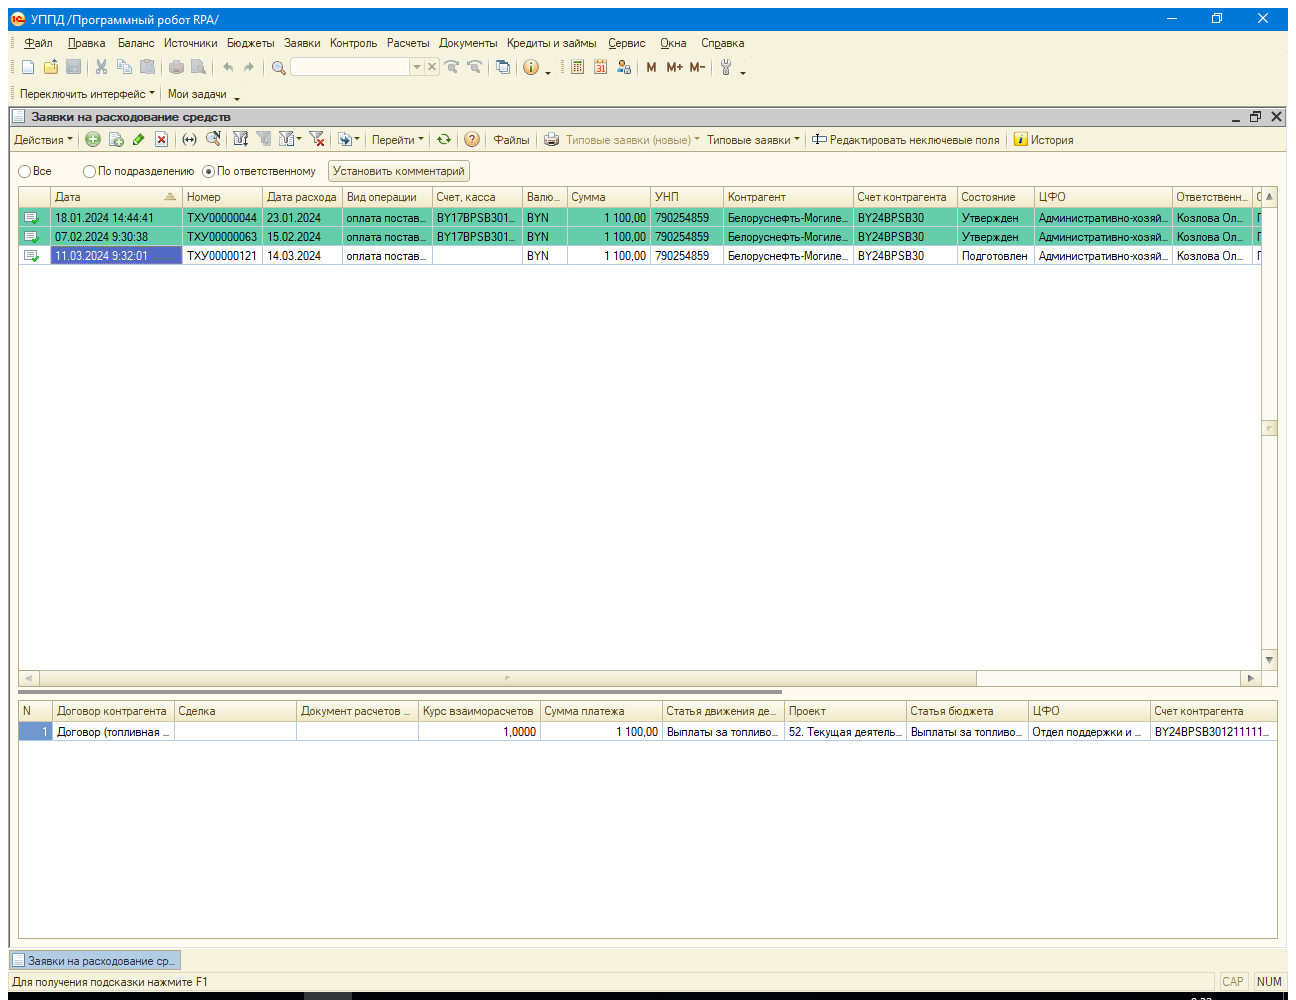 УППД /Программный робот RPA/
Файл Правка Баланс Источники Бюджеты Заявки Контроль Расчеты Документы Кредиты и займы Сервис Окна Справка
M M+ M-
Переключить интерфейс Мои задачи
Заявки на расходование средств
Действия Перейти Файлы Типовые заявки (новые) Типовые заявки Редактировать неключевые поля История
Все По подразделению По ответственному Установить комментарий
Дата Номер Дата расхода Вид операции Счет, касса Валю... Сумма УНП Контрагент Счет контрагента Состояние ЦФО Ответственн...
18.01.2024 14:44:41 ТХУ00000044 23.01.2024 оплата постав... BY17BPSB301... BYN 1 100,00 790254859 Белоруснефть-Могиле... BY24BPSB30 Утвержден Административно-хозяй... Козлова Ол...
07.02.2024 9:30:38 ТХУ00000063 15.02.2024 оплата постав... BY17BPSB301... BYN 1 100,00 790254859 Белоруснефть-Могиле... BY24BPSB30 Утвержден Административно-хозяй... Козлова Ол...
11.03.2024 9:32:01 ТХУ00000121 14.03.2024 оплата постав... BYN 1 100,00 790254859 Белоруснефть-Могиле... BY24BPSB30 Подготовлен Административно-хозяй... Козлова Ол...
N Договор контрагента Сделка Документ расчетов ... Курс взаиморасчетов Сумма платежа Статья движения де... Проект Статья бюджета ЦФО Счет контрагента
1 Договор (топливная ... 1,0000 1 100,00 Выплаты за топливо... 52. Текущая деятель... Выплаты за топливо... Отдел поддержки и ... BY24BPSB301211111...
Заявки на расходование ср...
Для получения подсказки нажмите F1 CAP NUM